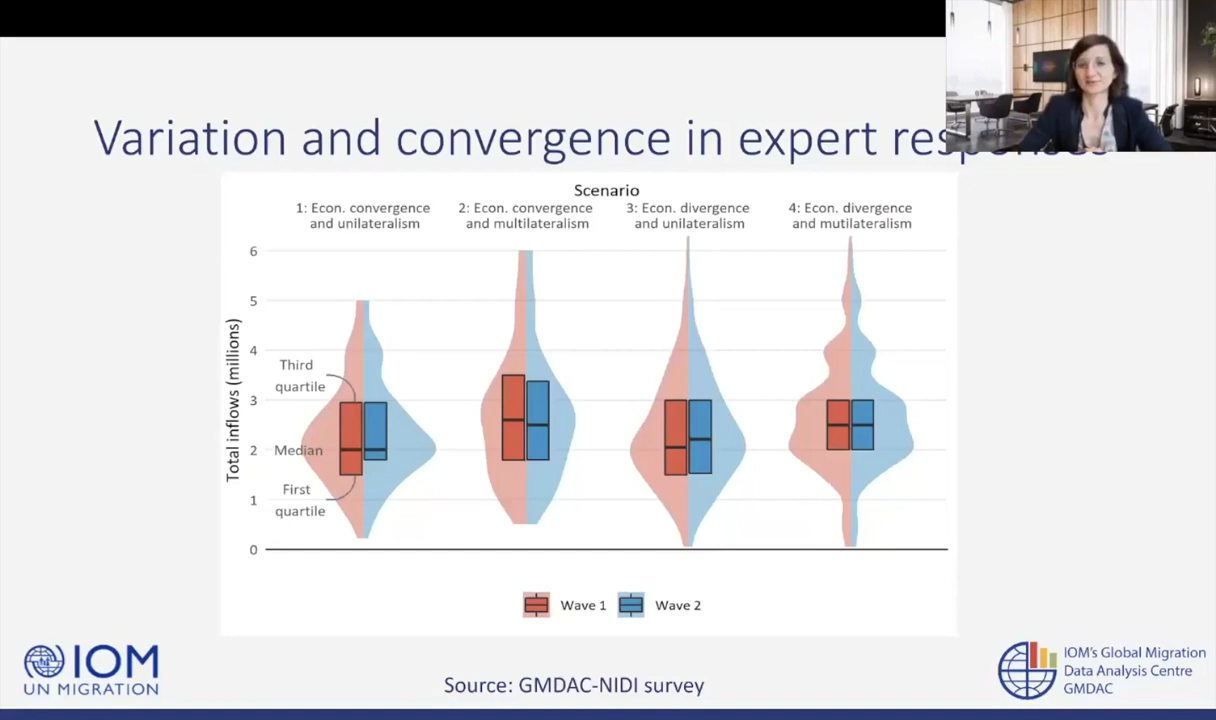 Variation and convergence in expert
Scenario
1: Econ. convergence and unilateralism
2: Econ. convergence and multilateralism
3: Econ. divergence and unilateralism
4: Econ. divergence and mutilateralism
Total inflows (millions)
6
5
4
3
2
1
0
Third quartile
Median
First quartile
Wave 1
Wave 2
IOM
UN MIGRATION
Source: GMDAC-NIDI survey
IOM's Global Migration
Data Analysis Centre
GMDAC